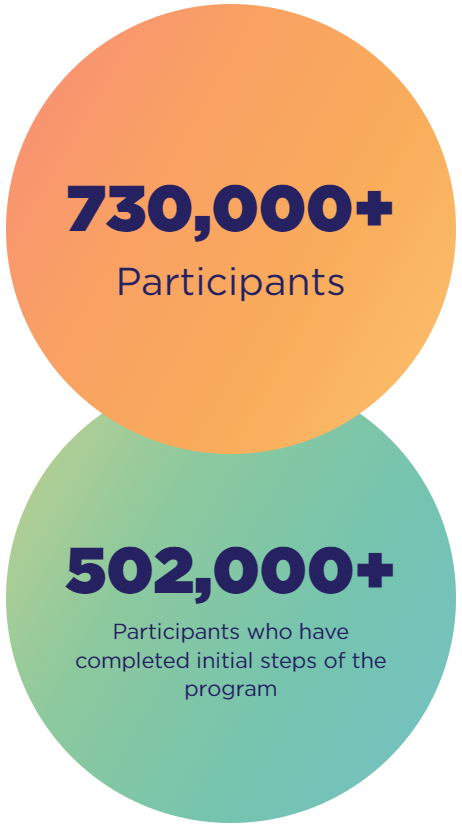 730,000+
Participants
502,000+
Participants who have
completed initial steps of the
program